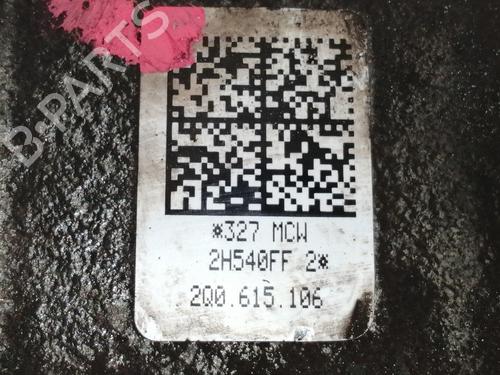 B-PARTS
*327 MCW
2H540FF 2*
2Q0.615.106